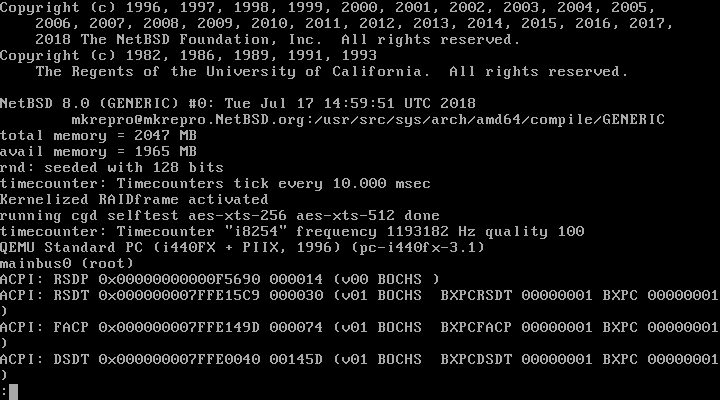 Copyright (c) 1996, 1997, 1998, 1999, 2000, 2001, 2002, 2003, 2004, 2005,
    2006, 2007, 2008, 2009, 2010, 2011, 2012, 2013, 2014, 2015, 2016, 2017,
    2018 The NetBSD Foundation, Inc.  All rights reserved.
Copyright (c) 1982, 1986, 1989, 1991, 1993
    The Regents of the University of California.  All rights reserved.

NetBSD 8.0 (GENERIC) #0: Tue Jul 17 14:59:51 UTC 2018
        mkrepro@mkrepro.NetBSD.org:/usr/src/sys/arch/amd64/compile/GENERIC
total memory = 2047 MB
avail memory = 1965 MB
rnd: seeded with 128 bits
timecounter: Timecounters tick every 10.000 msec
Kernelized RAIDframe activated
running cgd selftest aes-xts-256 aes-xts-512 done
timecounter: Timecounter "i8254" frequency 1193182 Hz quality 100
QEMU Standard PC (i440FX + PIIX, 1996) (pc-i440fx-3.1)
mainbus0 (root)
ACPI: RSDP 0x00000000000F5690 000014 (v00 BOCHS )
ACPI: RSDT 0x000000007FFE15C9 000030 (v01 BOCHS  BXPCRSDT 00000001 BXPC 00000001
)
ACPI: FACP 0x000000007FFE149D 000074 (v01 BOCHS  BXPCFACP 00000001 BXPC 00000001
)
ACPI: DSDT 0x000000007FFE0040 00145D (v01 BOCHS  BXPCDSDT 00000001 BXPC 00000001
)
: